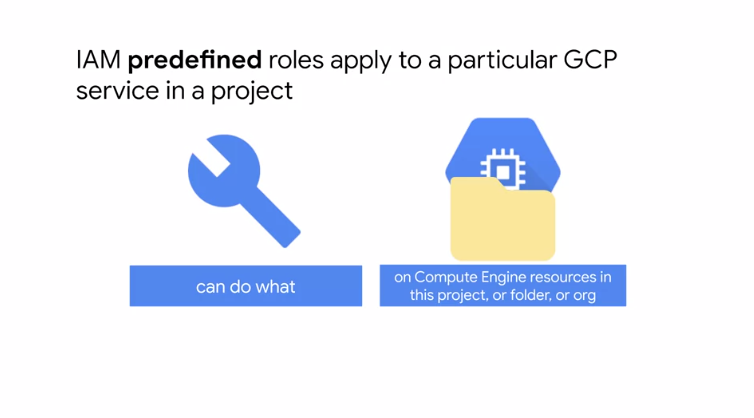 IAM predefined roles apply to a particular GCP
service in a project
can do what
on Compute Engine resources in
this project, or folder, or org